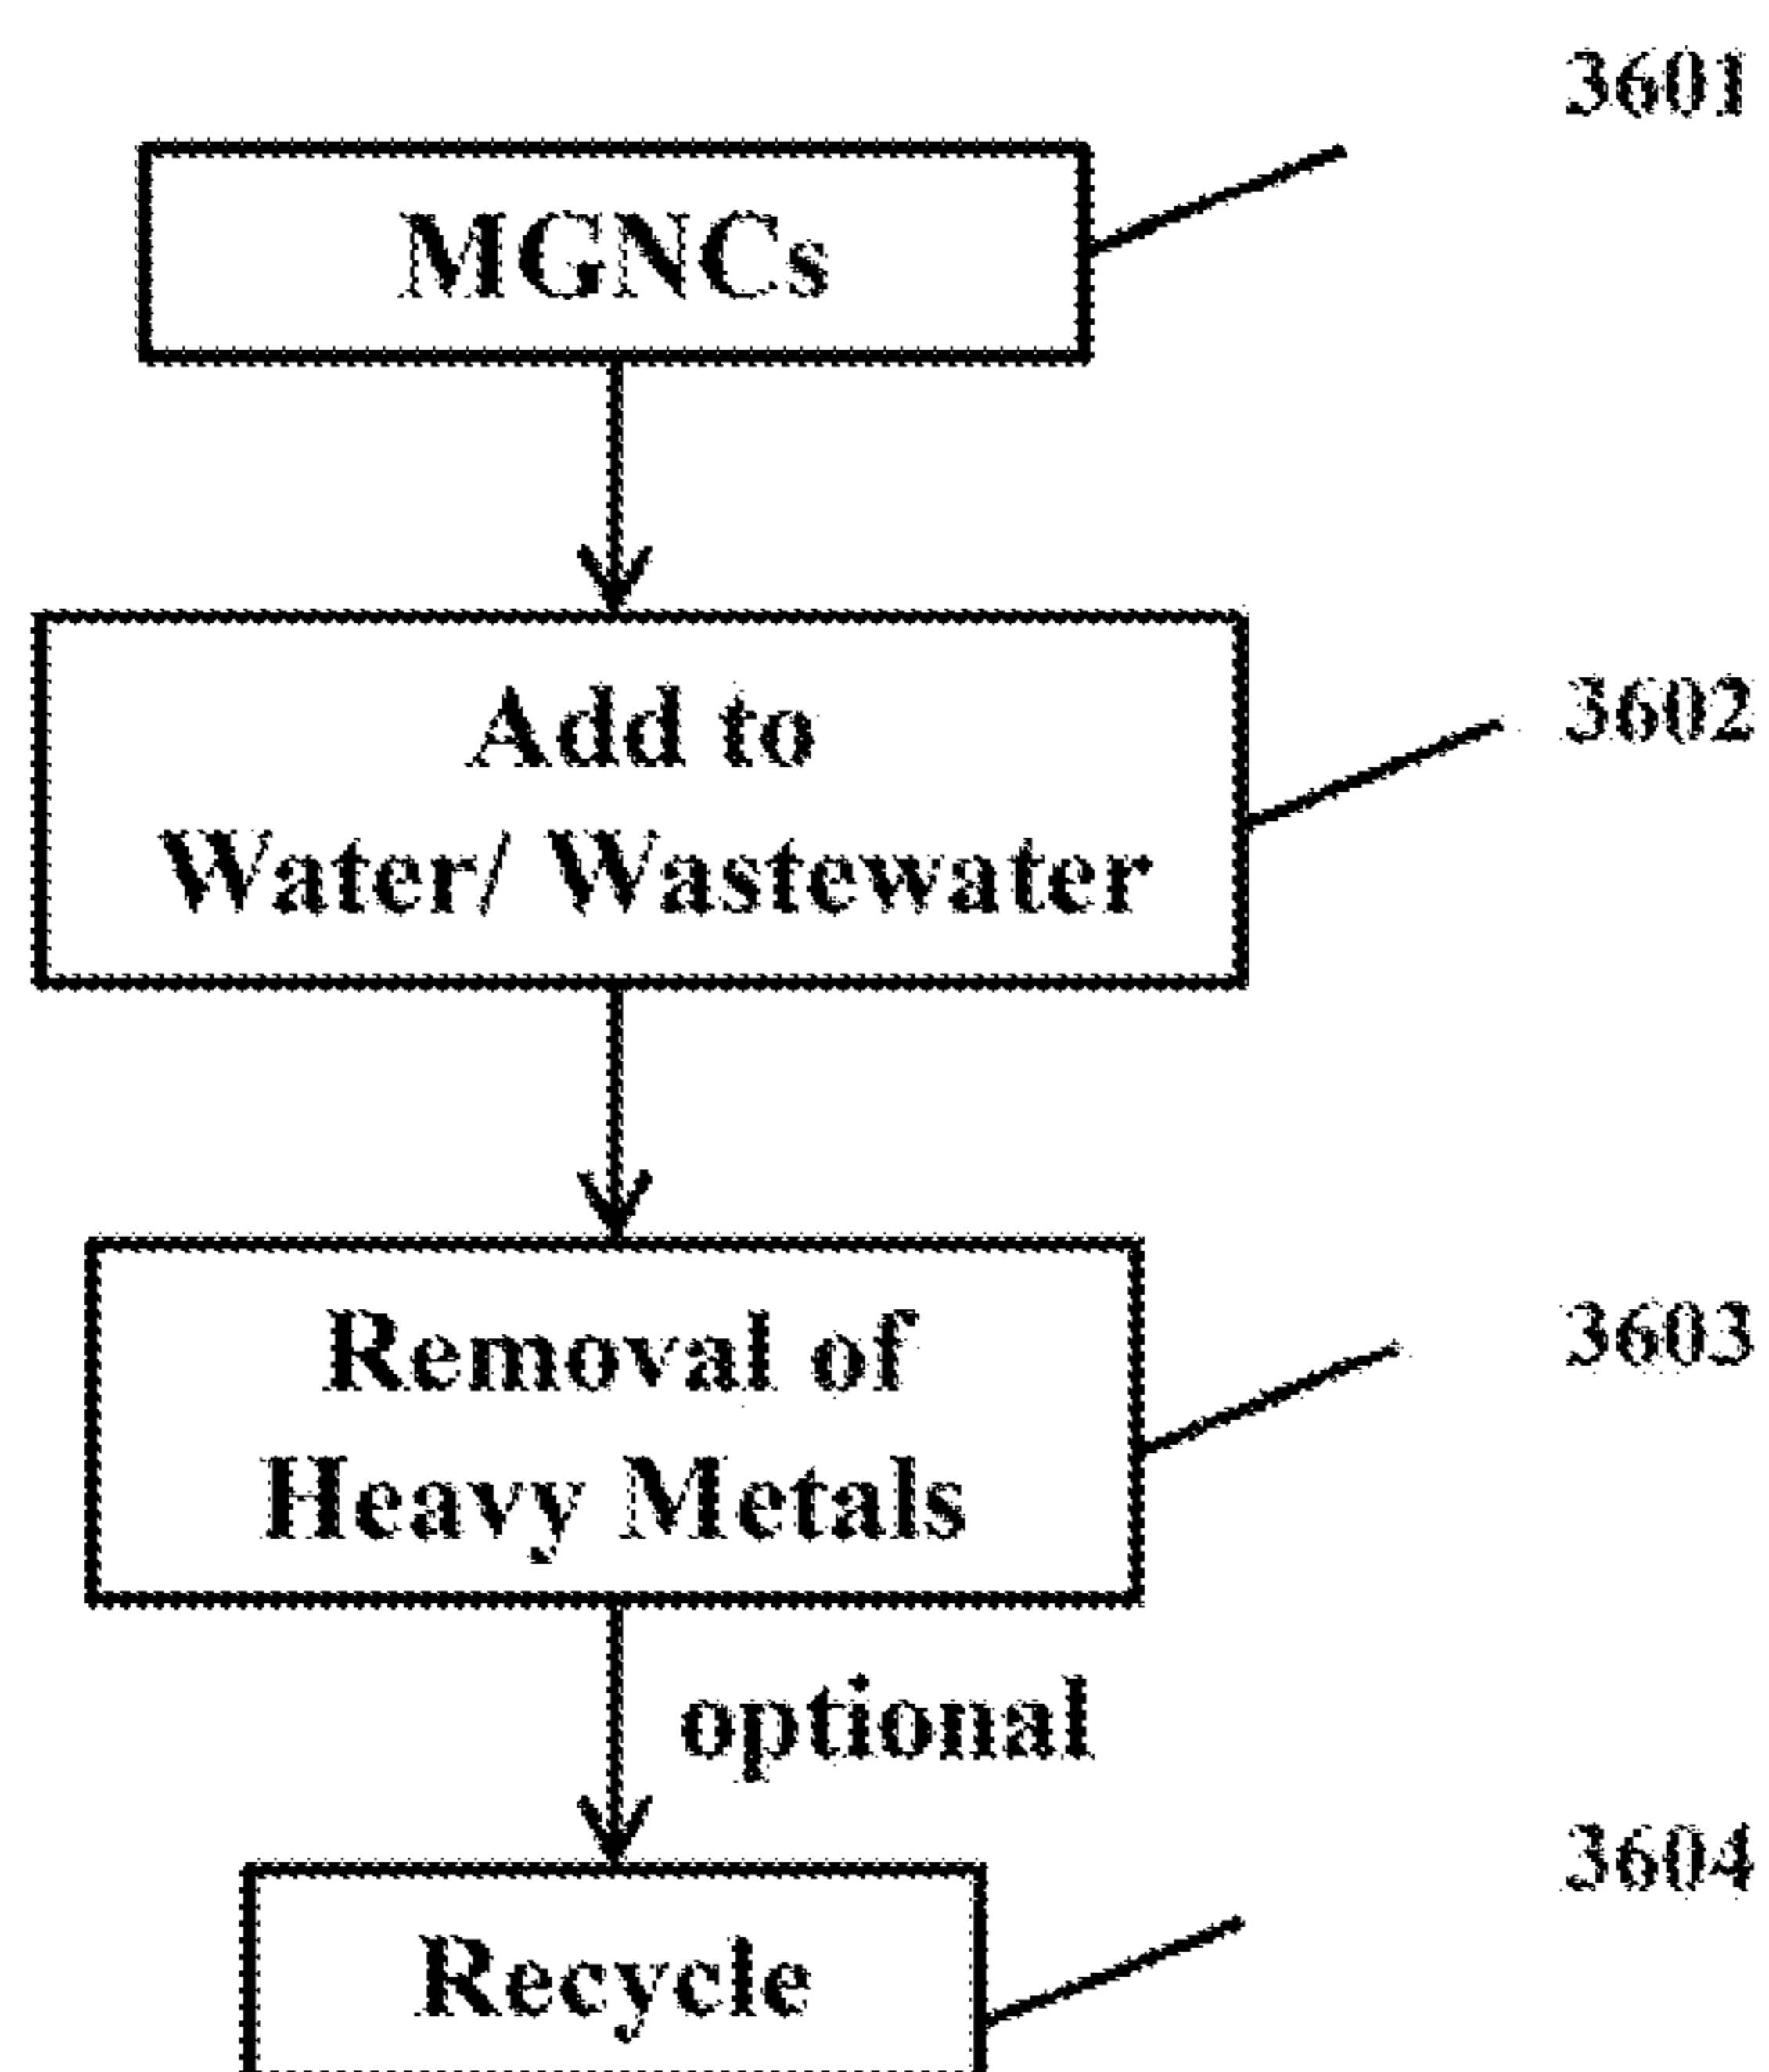 3601
MGNCs
3602
Add to
Water/ Wastewater
3603
Removal of
Heavy Metals
optional
3604
Recycle